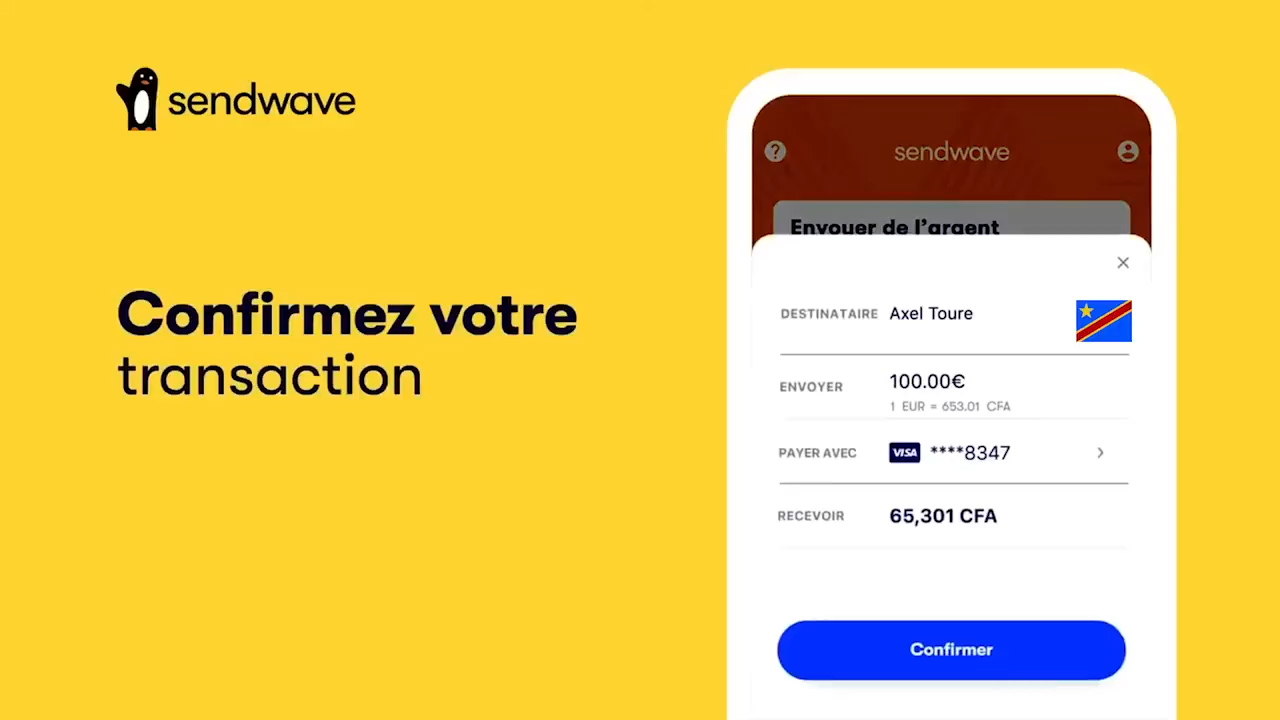 sendwave
Confirmez votre
transaction
?
sendwave
Envoyer de l'argent
DESTINATAIRE Axel Toure
ENVOYER 100.00€
1 EUR = 653.01 CFA
PAYER AVEC VISA ****8347
RECEVOIR 65,301 CFA
Confirmer